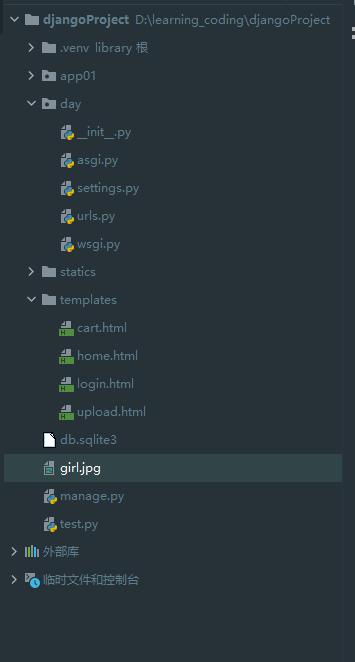 djangoProject D:\learning_coding\djangoProject
.venv library 根
app01
day
__init__.py
asgi.py
settings.py
urls.py
wsgi.py
statics
templates
cart.html
home.html
login.html
upload.html
db.sqlite3
girl.jpg
manage.py
test.py
外部库
临时文件和控制台